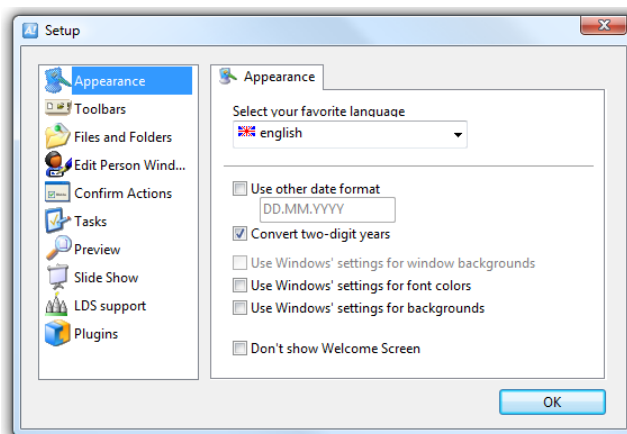 Setup
Appearance
Toolbars
Files and Folders
Edit Person Wind...
Confirm Actions
Tasks
Preview
Slide Show
LDS support
Plugins
Appearance
Select your favorite language
english
Use other date format
DD.MM.YYYY
Convert two-digit years
Use Windows' settings for window backgrounds
Use Windows' settings for font colors
Use Windows' settings for backgrounds
Don't show Welcome Screen
OK